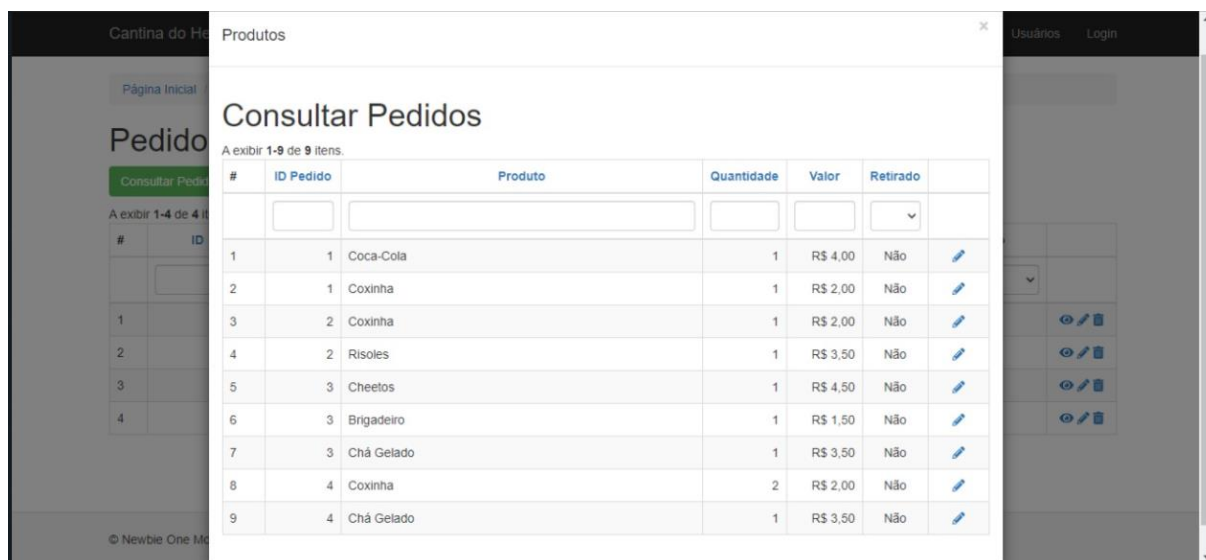 Cantina do He
Produtos
×
Usuários Login
Página Inicial /
Consultar Pedidos
Pedido
A exibir 1-9 de 9 itens.
Consultar Pedid
# ID Pedido Produto Quantidade Valor Retirado
A exibir 1-4 de 4 it
# ID
1 1 Coca-Cola 1 R$ 4,00 Não
2 1 Coxinha 1 R$ 2,00 Não
3 2 Coxinha 1 R$ 2,00 Não
4 2 Risoles 1 R$ 3,50 Não
5 3 Cheetos 1 R$ 4,50 Não
6 3 Brigadeiro 1 R$ 1,50 Não
7 3 Chá Gelado 1 R$ 3,50 Não
8 4 Coxinha 2 R$ 2,00 Não
9 4 Chá Gelado 1 R$ 3,50 Não
1
2
3
4
© Newbie One Mo